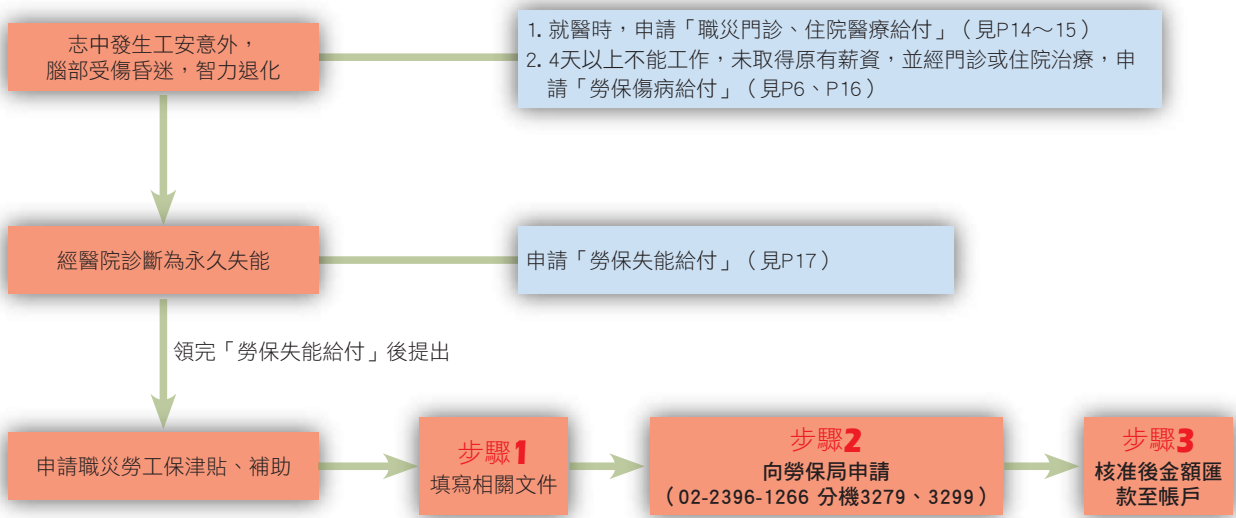 志中發生工安意外，
腦部受傷昏迷，智力退化
1. 就醫時，申請「職災門診、住院醫療給付」（見P14～15）
2. 4天以上不能工作，未取得原有薪資，並經門診或住院治療，申
請「勞保傷病給付」（見P6、P16）
經醫院診斷為永久失能
申請「勞保失能給付」（見P17）
領完「勞保失能給付」後提出
申請職災勞工保津貼、補助
步驟1
填寫相關文件
步驟2
向勞保局申請
（02-2396-1266 分機3279、3299）
步驟3
核准後金額匯
款至帳戶